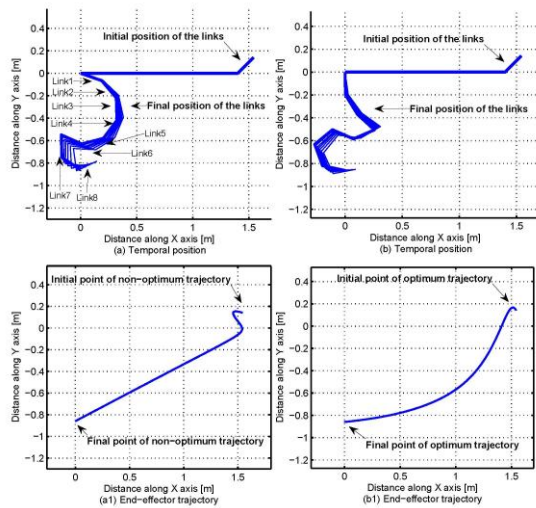 0.4
0.2
0
−0.2
−0.4
−0.6
−0.8
−1
−1.2
Distance along Y axis [m]
Initial position of the links
Link1
Link2
Link3
Final position of the links
Link4
Link5
Link6
Link7
Link8
0 0.5 1 1.5
Distance along X axis [m]
(a) Temporal position
0.4
0.2
0
−0.2
−0.4
−0.6
−0.8
−1
−1.2
Distance along Y axis [m]
Initial position of the links
Final position of the links
0 0.5 1 1.5
Distance along X axis [m]
(b) Temporal position
0.4
0.2
0
−0.2
−0.4
−0.6
−0.8
−1
−1.2
Distance along Y axis [m]
Initial point of non−optimum trajectory
Final point of non−optimum trajectory
0 0.5 1 1.5
Distance along X axis [m]
(a1) End−effector trajectory
0.4
0.2
0
−0.2
−0.4
−0.6
−0.8
−1
−1.2
Distance along Y axis [m]
Initial point of optimum trajectory
Final point of optimum trajectory
0 0.5 1 1.5
Distance along X axis [m]
(b1) End−effector trajectory